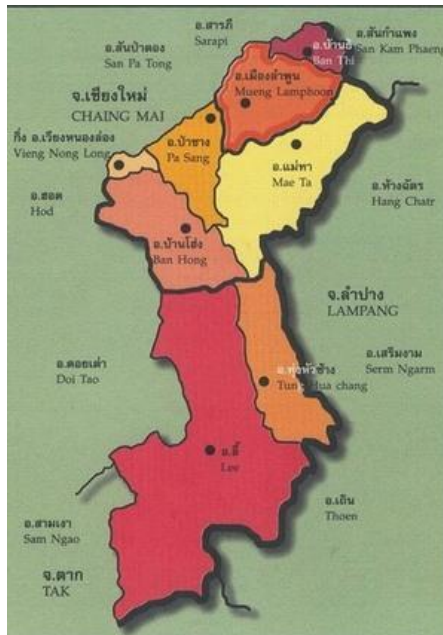 อ.สารภี
Sarapi
อ.สันกำแพง
San Kam Phaeng
อ.สันป่าตอง
San Pa Tong
อ.บ้านธิ
Ban Thi
อ.เมืองลำพูน
Mueng Lamphoon
จ.เชียงใหม่
CHAING MAI
กิ่ง อ.เวียงหนองล่อง
Vieng Nong Long
อ.ป่าซาง
Pa Sang
อ.แม่ทา
Mae Ta
อ.ห้างฉัตร
Hang Chatr
อ.ฮอด
Hod
อ.บ้านโฮ่ง
Ban Hong
จ.ลำปาง
LAMPANG
อ.ดอยเต่า
Doi Tao
อ.ทุ่งหัวช้าง
Tung Hua chang
อ.เสริมงาม
Serm Ngarm
อ.ลี้
Lee
อ.เถิน
Thoen
อ.สามเงา
Sam Ngao
จ.ตาก
TAK